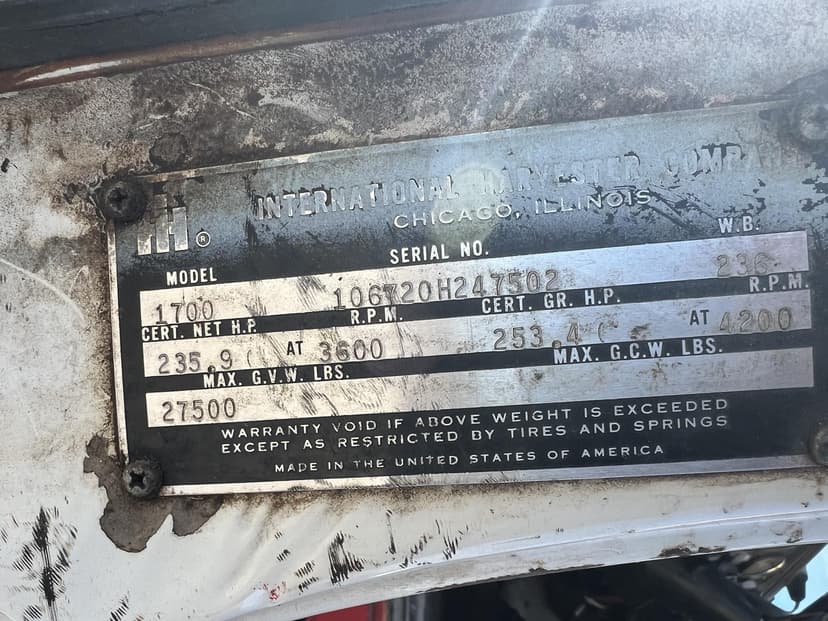 IH®
INTERNATIONAL HARVESTER COMPANY
CHICAGO, ILLINOIS
MODEL SERIAL NO. W.B.
1700 106720H247502 236
CERT. NET H.P. R.P.M. CERT. GR. H.P. R.P.M.
235.9 ( AT 3600 253.4 ( AT 4200
MAX. G.V.W. LBS. MAX. G.C.W. LBS.
27500
WARRANTY VOID IF ABOVE WEIGHT IS EXCEEDED
EXCEPT AS RESTRICTED BY TIRES AND SPRINGS
MADE IN THE UNITED STATES OF AMERICA